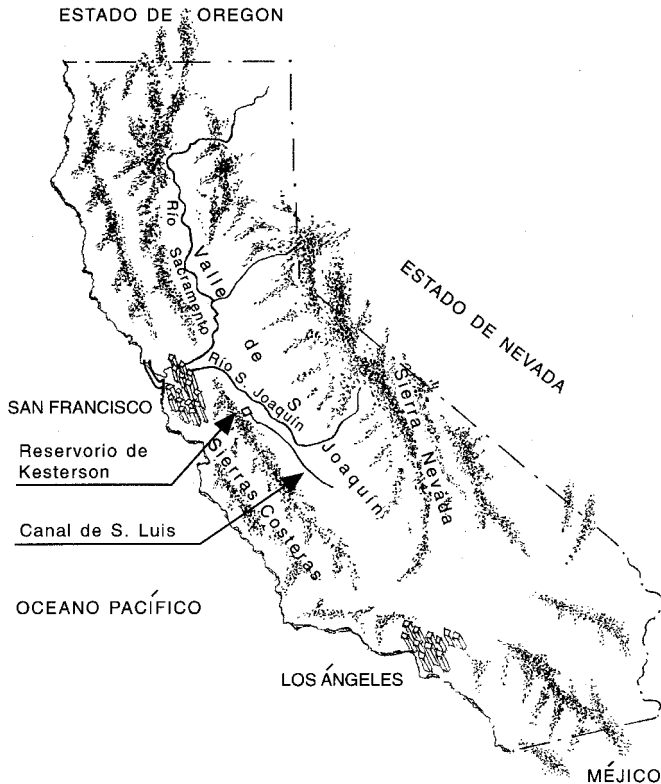 ESTADO DE OREGON
Río Sacramento
Valle de S. Joaquín
ESTADO DE NEVADA
Río S. Joaquín
Sierra Nevada
SAN FRANCISCO
Reservorio de
Kesterson
Sierras Costeras
Canal de S. Luis
OCEANO PACÍFICO
LOS ÁNGELES
MÉJICO